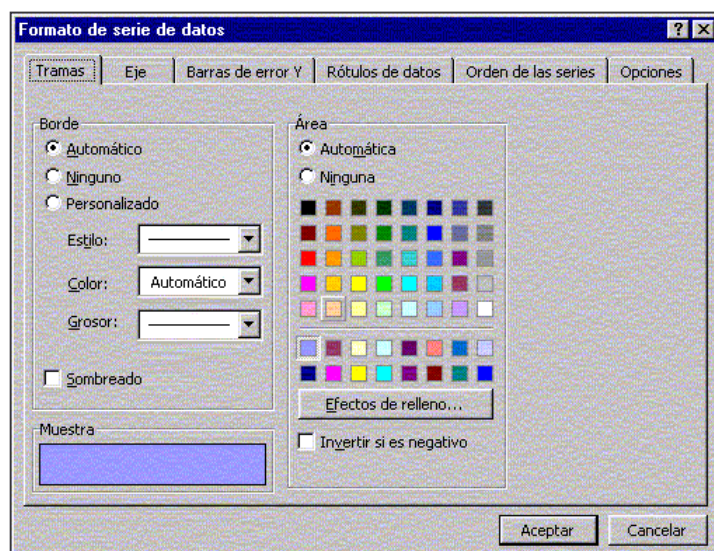 Formato de serie de datos
Tramas Eje Barras de error Y Rótulos de datos Orden de las series Opciones
Borde
Automático
Ninguno
Personalizado
Estilo:
Color: Automático
Grosor:
Sombreado
Muestra
Área
Automática
Ninguna
Efectos de relleno...
Invertir si es negativo
Aceptar Cancelar